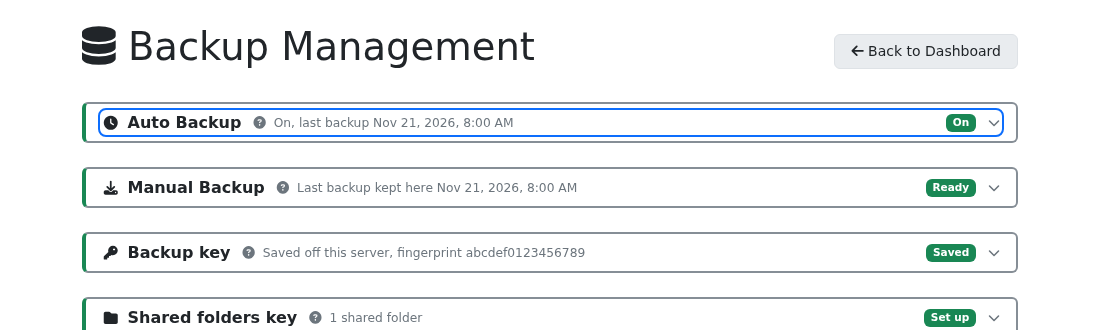 Backup Management
Back to Dashboard
Auto Backup On, last backup Nov 21, 2026, 8:00 AM On
Manual Backup Last backup kept here Nov 21, 2026, 8:00 AM Ready
Backup key Saved off this server, fingerprint abcdef0123456789 Saved
Shared folders key 1 shared folder Set up